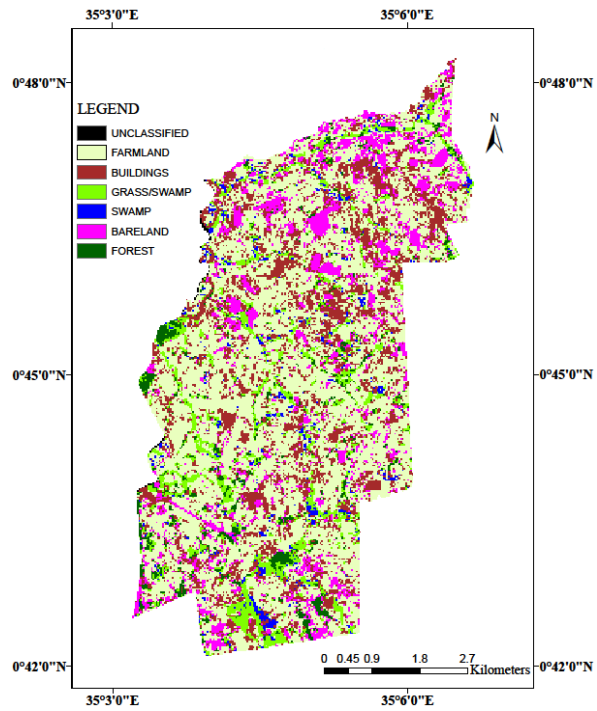 35°3'0"E 35°6'0"E
0°48'0"N 0°48'0"N
LEGEND
N
UNCLASSIFIED
FARMLAND
BUILDINGS
GRASS/SWAMP
SWAMP
BARELAND
FOREST
0°45'0"N 0°45'0"N
0 0.45 0.9 1.8 2.7
Kilometers
0°42'0"N 0°42'0"N
35°3'0"E 35°6'0"E